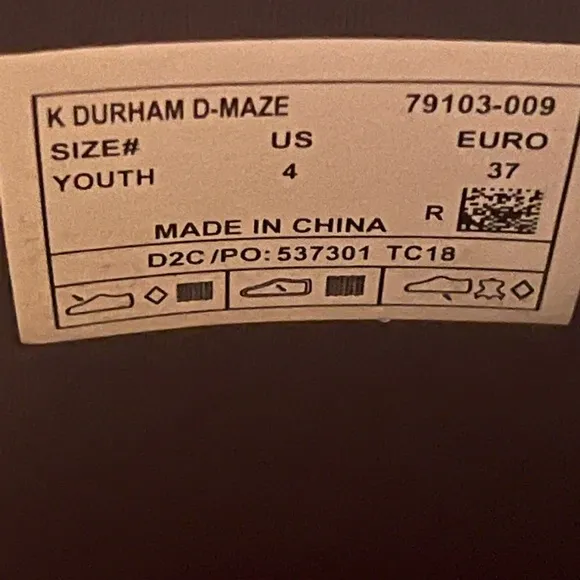 K DURHAM D-MAZE 79103-009
SIZE# US EURO
YOUTH 4 37
R
MADE IN CHINA
D2C/PO: 537301 TC18